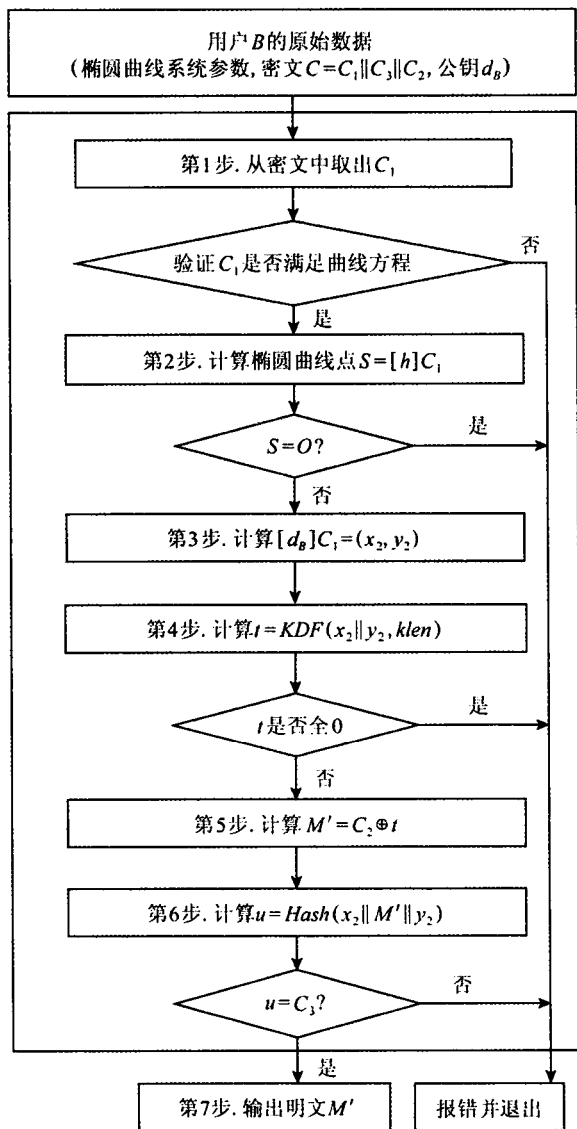 用户B的原始数据
(椭圆曲线系统参数,密文C=C₁||C₃||C₂,公钥d_B)
第1步.从密文中取出C₁
验证C₁是否满足曲线方程
否
是
第2步.计算椭圆曲线点S=[h]C₁
S=O?
是
否
第3步.计算[d_B]C₁=(x₂,y₂)
第4步.计算t=KDF(x₂||y₂,klen)
t是否全0
是
否
第5步.计算M′=C₂⊕t
第6步.计算u=Hash(x₂||M′||y₂)
u=C₃?
否
是
第7步.输出明文M′
报错并退出